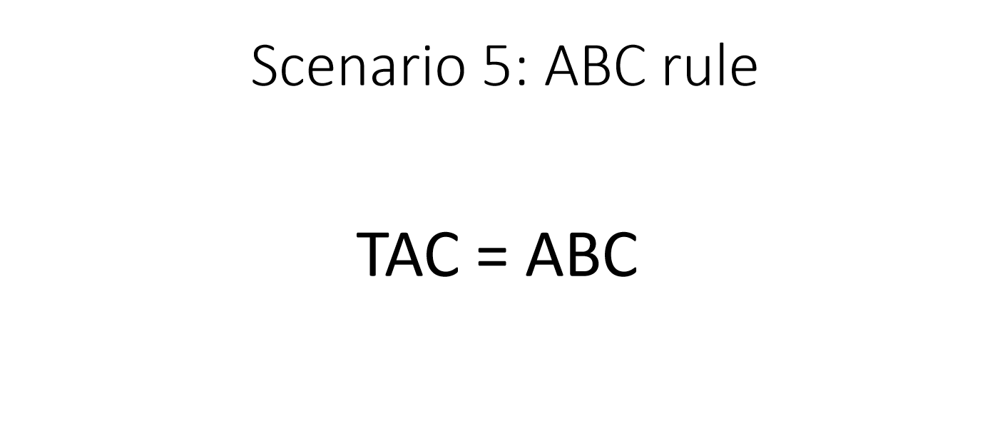 Scenario 5: ABC rule
TAC = ABC